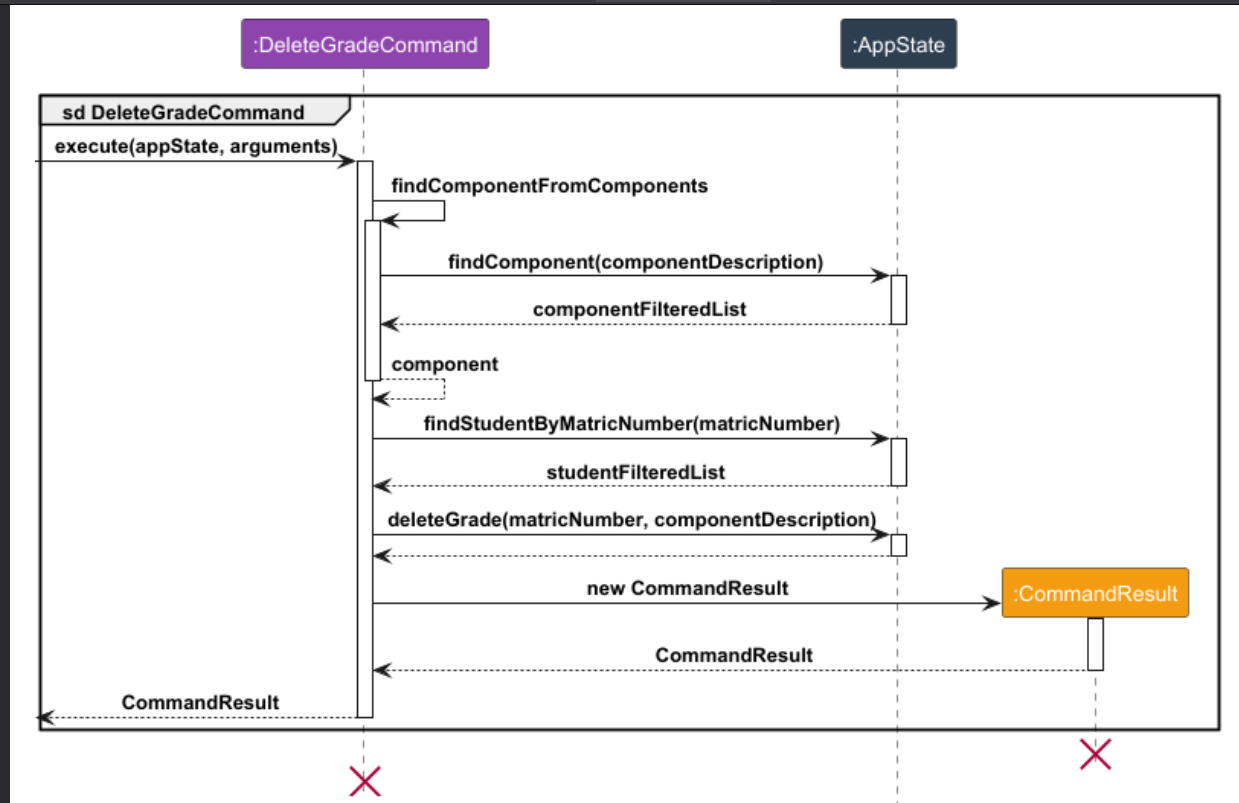 :DeleteGradeCommand
:AppState
sd DeleteGradeCommand
execute(appState, arguments)
findComponentFromComponents
findComponent(componentDescription)
componentFilteredList
component
findStudentByMatricNumber(matricNumber)
studentFilteredList
deleteGrade(matricNumber, componentDescription)
new CommandResult
:CommandResult
CommandResult
CommandResult